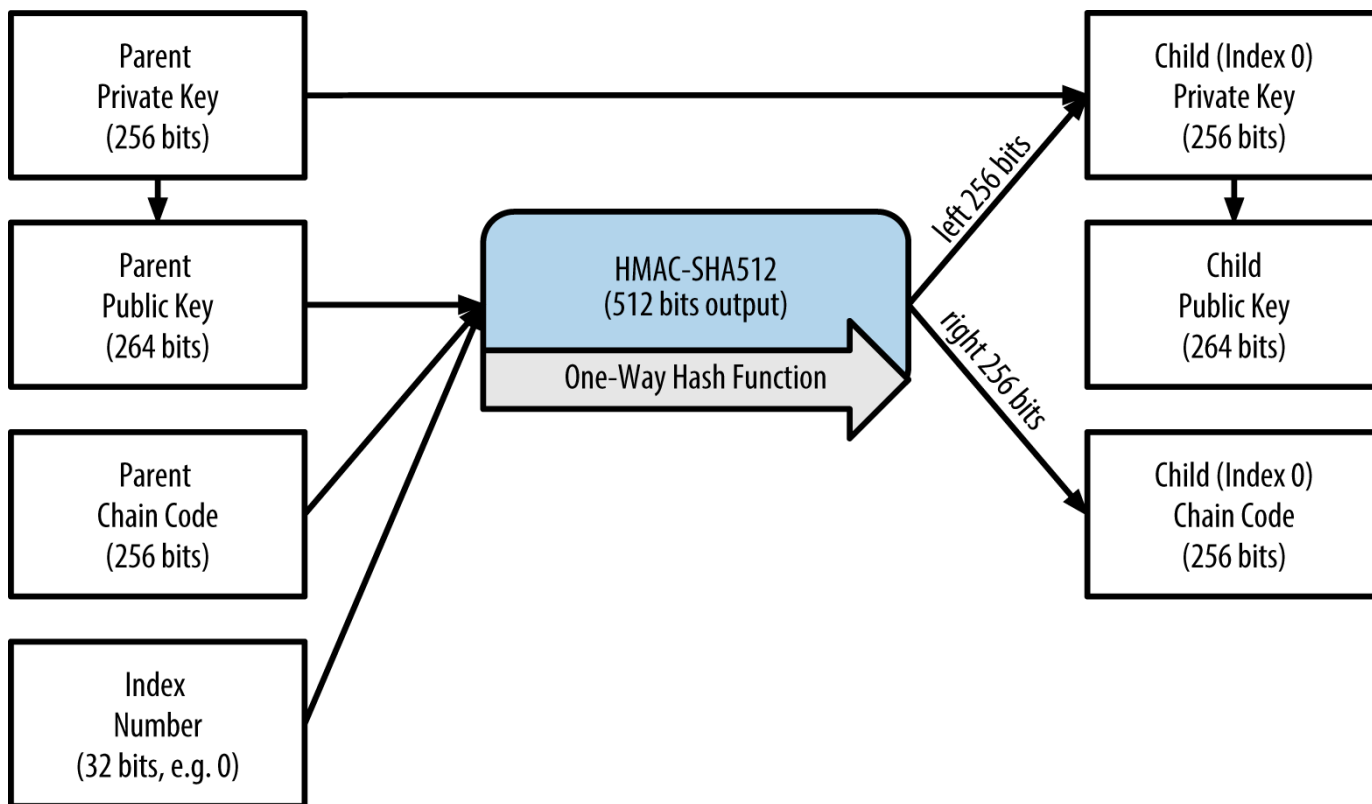 Parent
Private Key
(256 bits)
Parent
Public Key
(264 bits)
Parent
Chain Code
(256 bits)
Index
Number
(32 bits, e.g. 0)
HMAC-SHA512
(512 bits output)
One-Way Hash Function
left 256 bits
right 256 bits
Child (Index 0)
Private Key
(256 bits)
Child
Public Key
(264 bits)
Child (Index 0)
Chain Code
(256 bits)